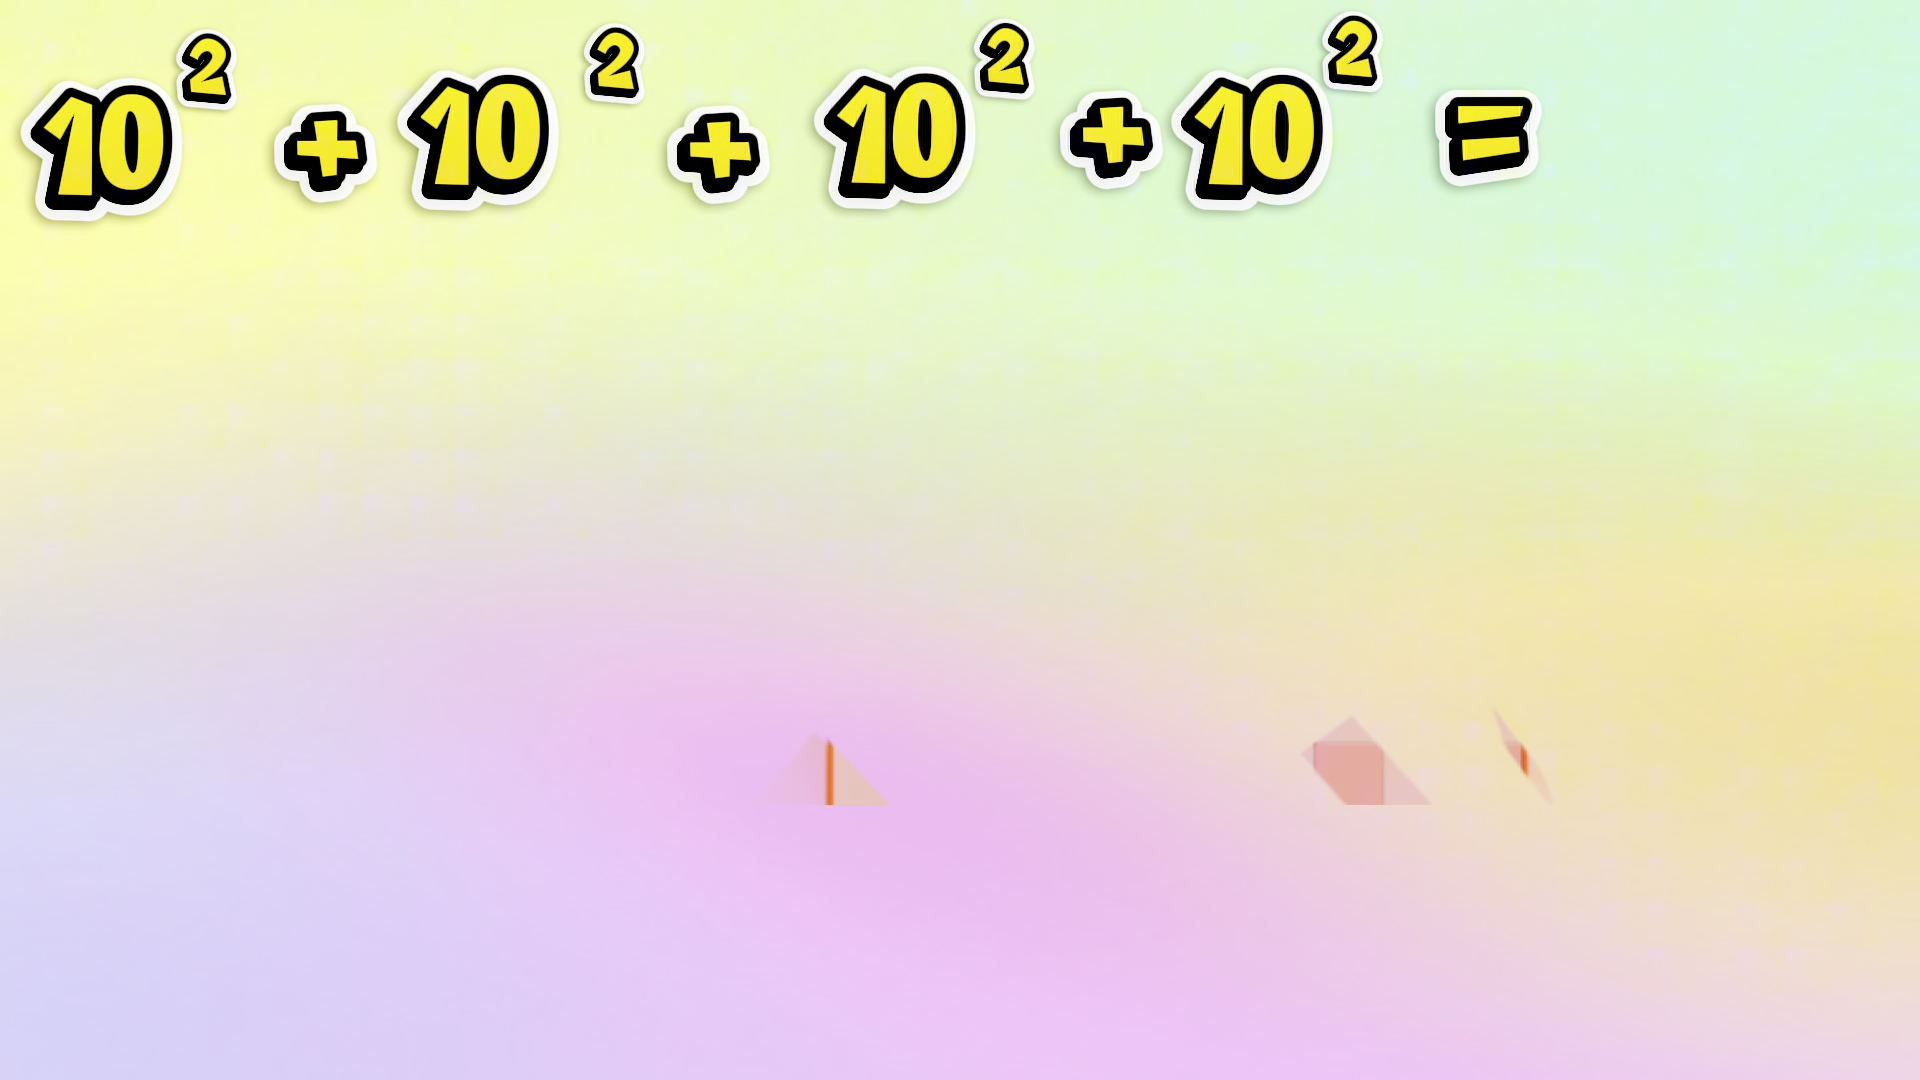 10² + 10² + 10² + 10² =